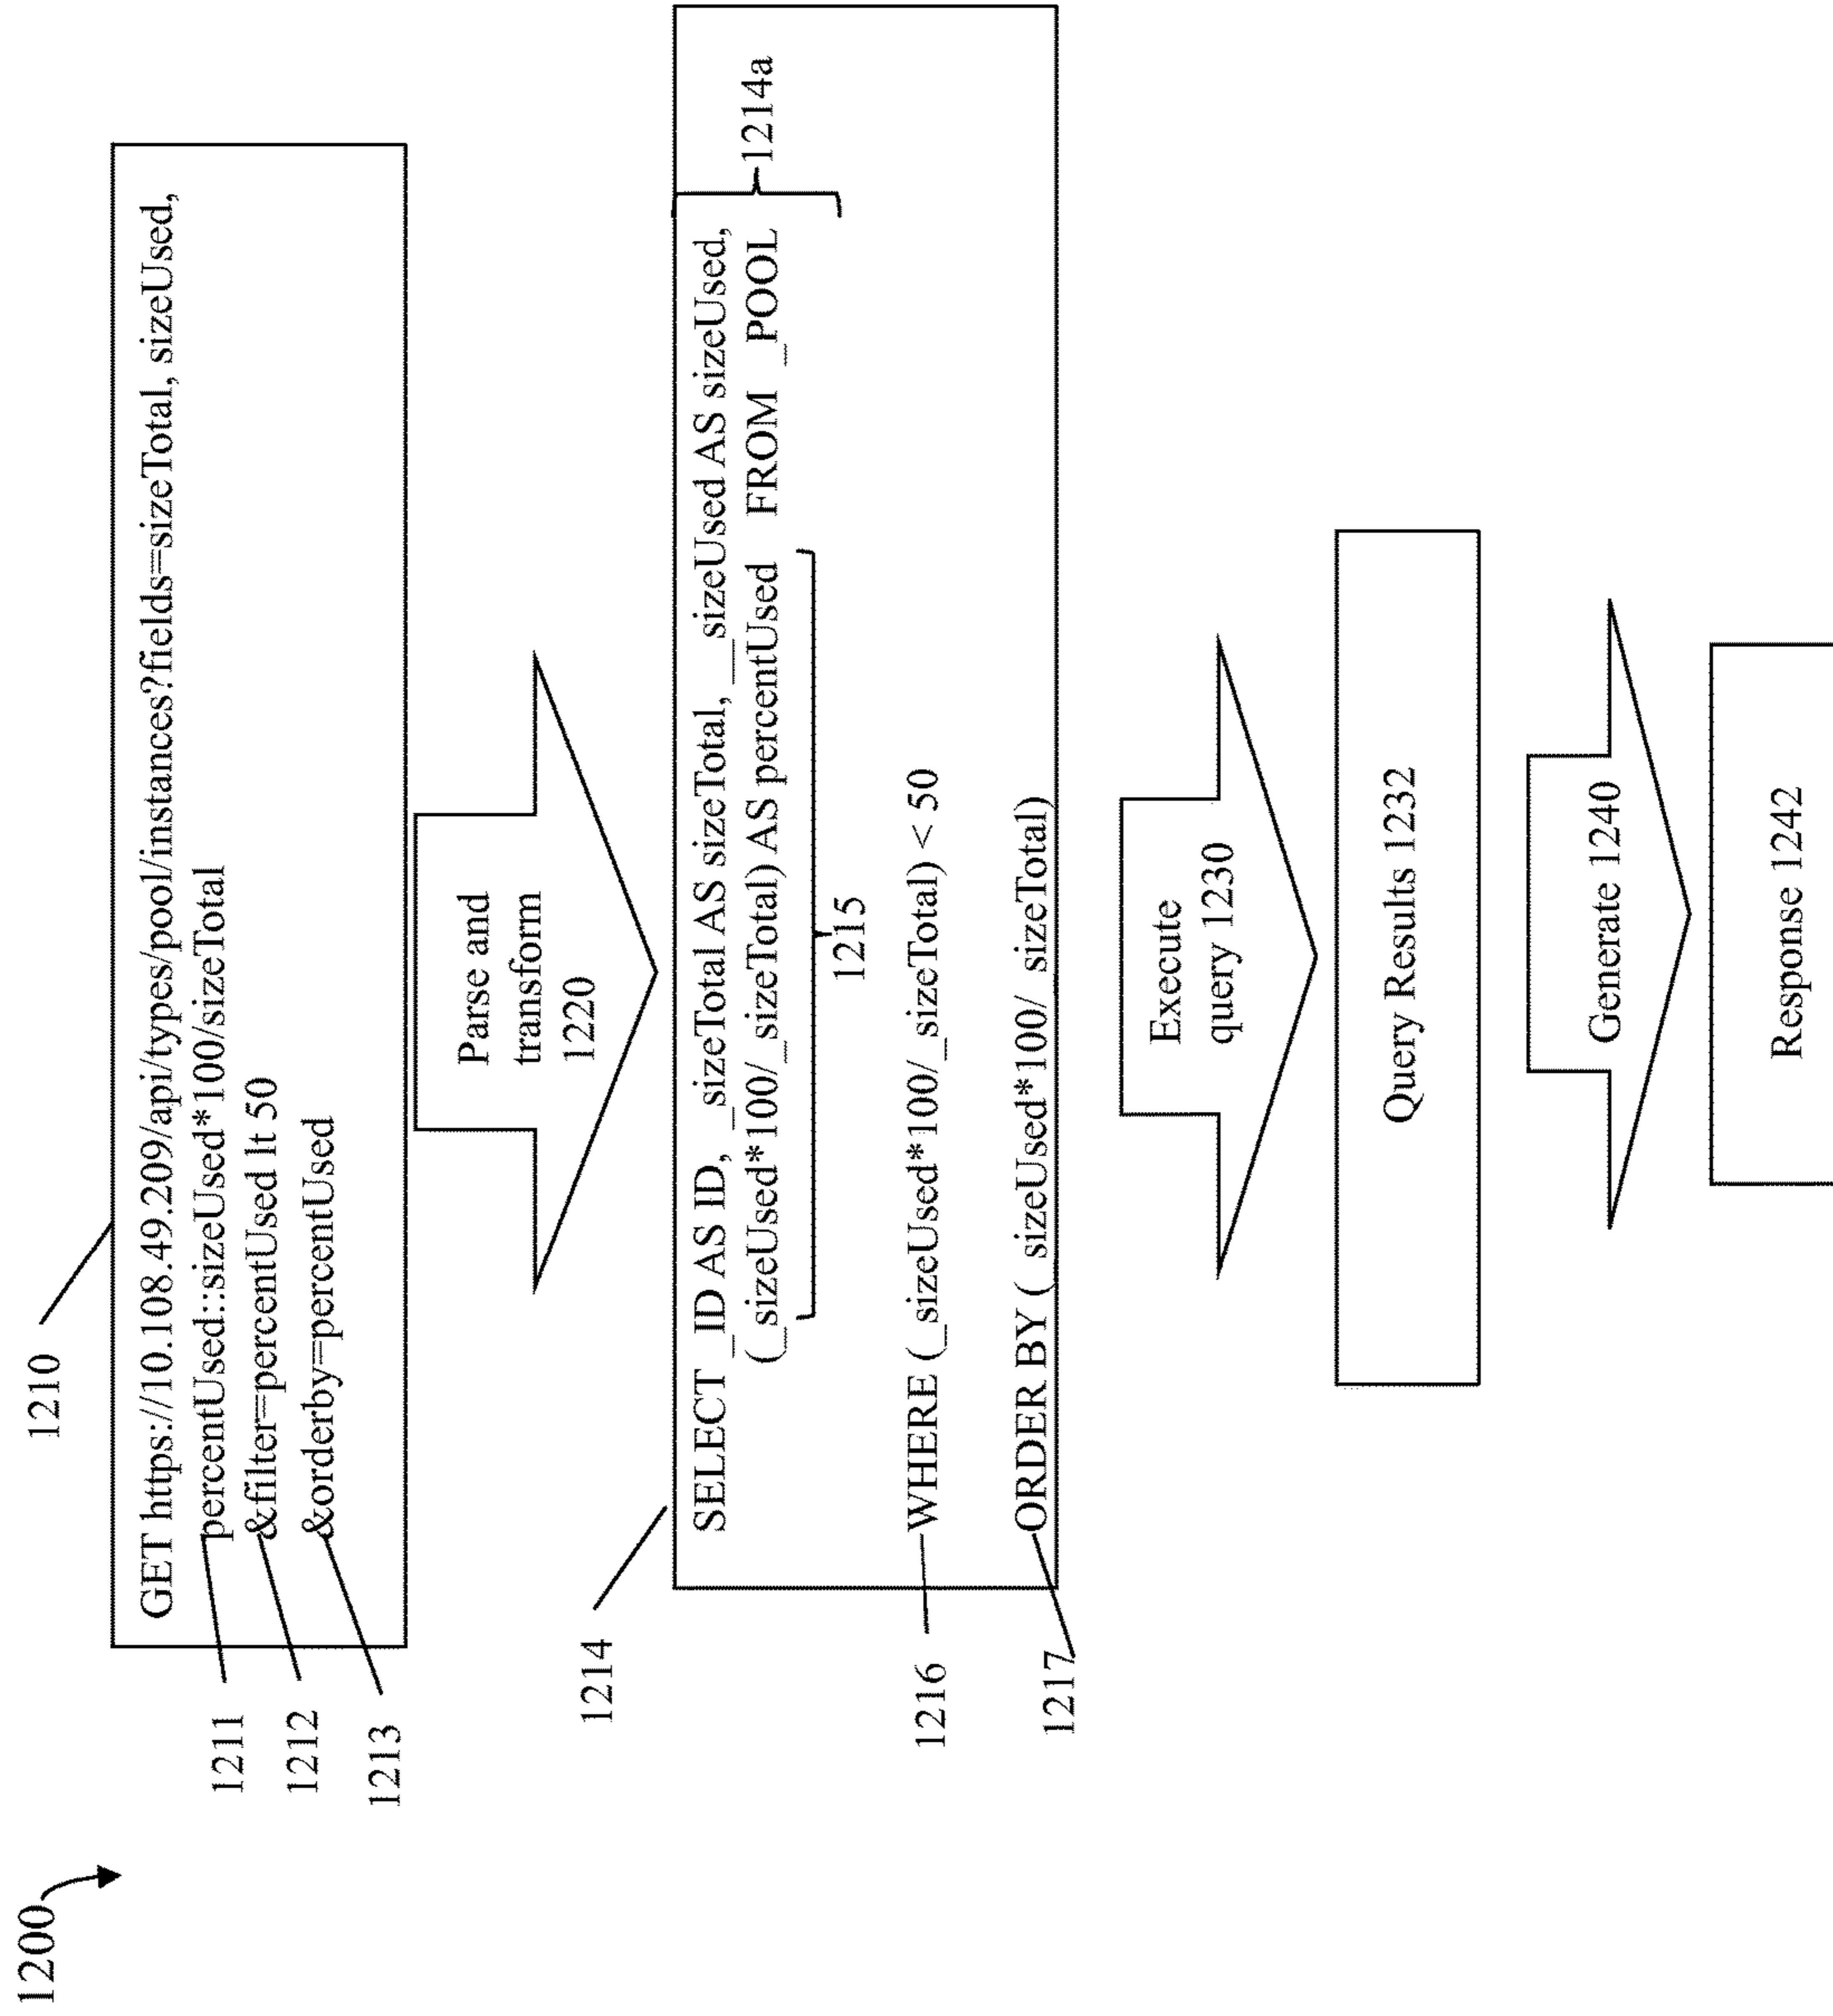 1200
1210
GET https://10.108.49.209/api/types/pool/instances?fields=sizeTotal, sizeUsed,
1211
percentUsed::sizeUsed*100/sizeTotal
1212
&filter=percentUsed lt 50
1213
&orderby=percentUsed
Parse and
transform
1220
1214
SELECT _ID AS ID, _sizeTotal AS sizeTotal, __sizeUsed AS sizeUsed,
(_sizeUsed*100/_sizeTotal) AS percentUsed FROM _POOL
1214a
1215
1216
WHERE (_sizeUsed*100/_sizeTotal) < 50
1217
ORDER BY (_sizeUsed*100/_sizeTotal)
Execute
query 1230
Query Results 1232
Generate 1240
Response 1242